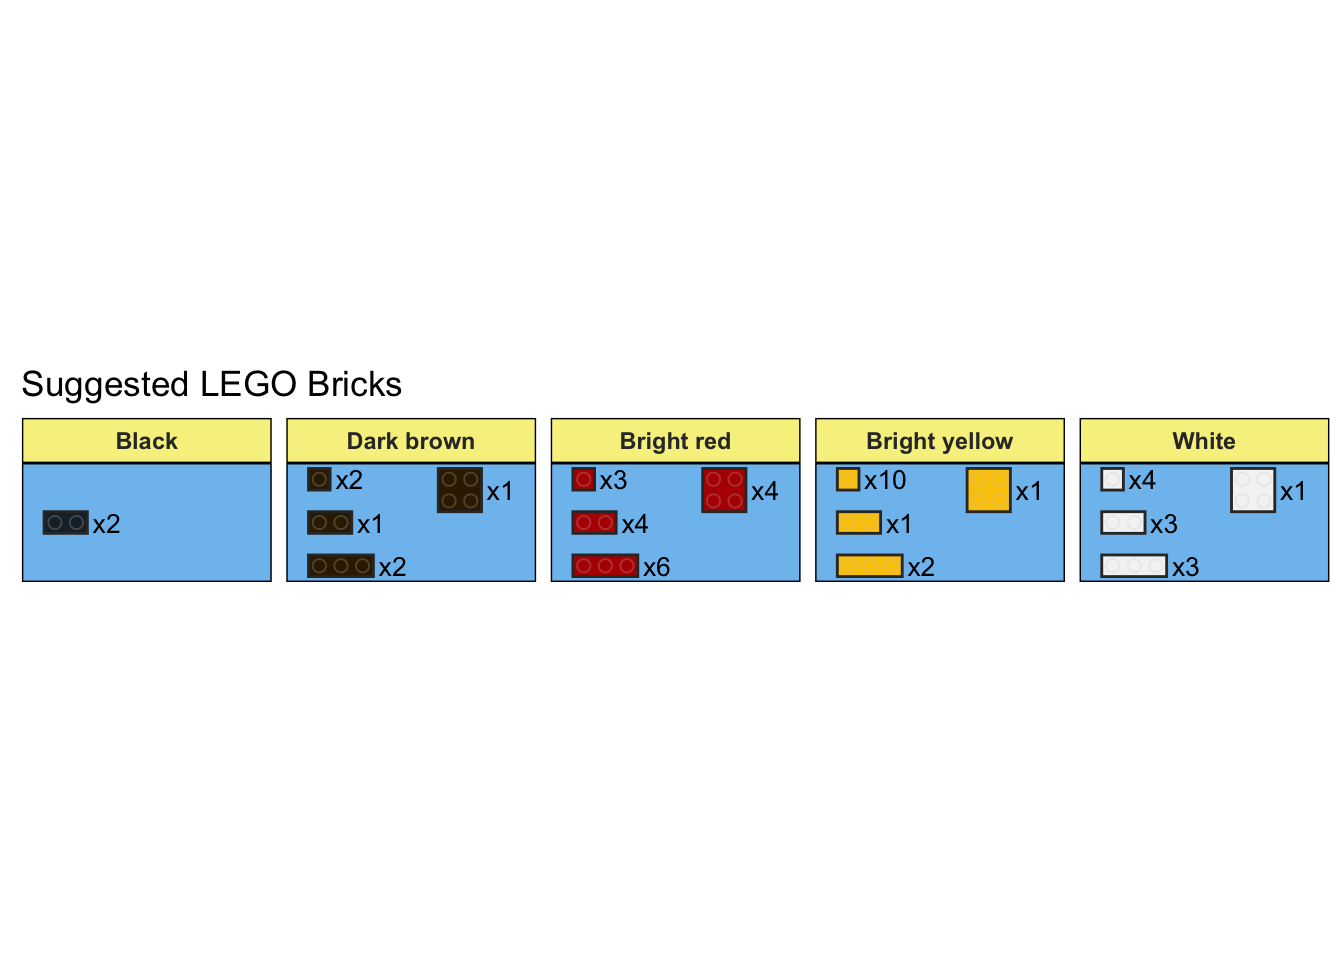 Suggested LEGO Bricks
Black
x2
Dark brown
x2
x1
x1
x2
Bright red
x3
x4
x4
x6
Bright yellow
x10
x1
x1
x2
White
x4
x1
x3
x3